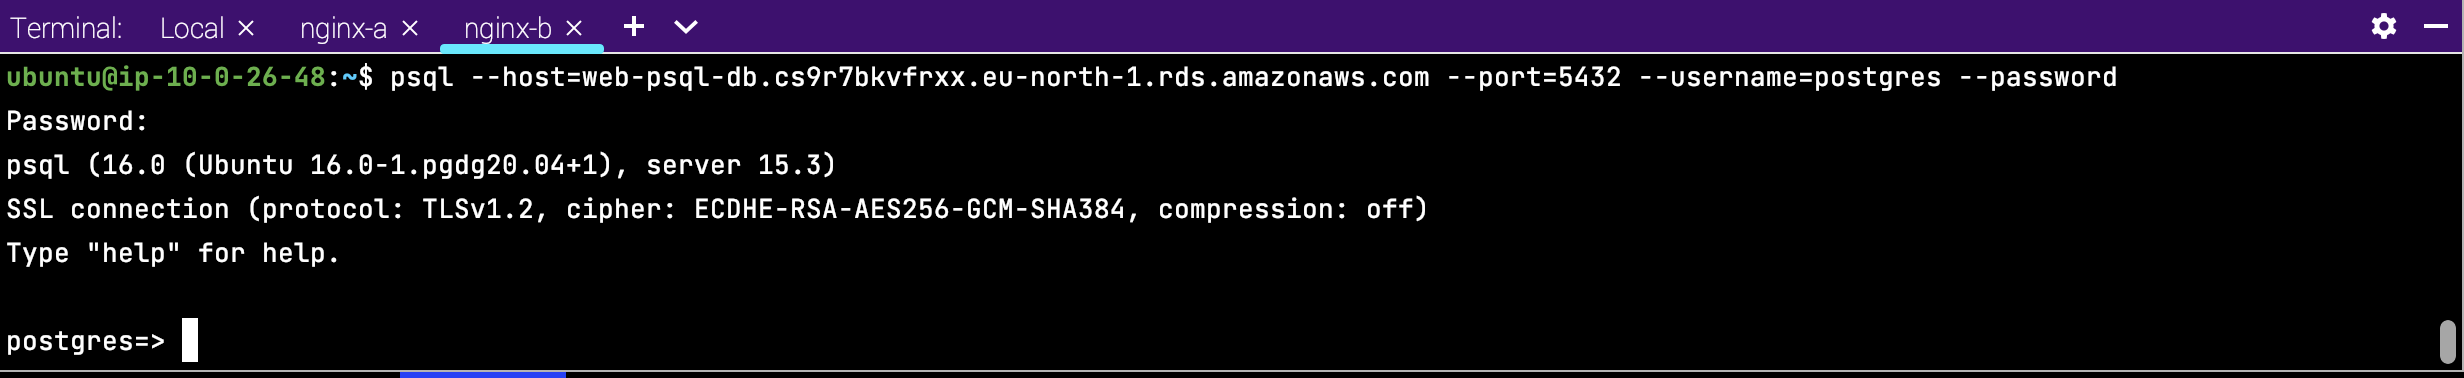 Terminal: Local × nginx-a × nginx-b × +
ubuntu@ip-10-0-26-48:~$ psql --host=web-psql-db.cs9r7bkvfrxx.eu-north-1.rds.amazonaws.com --port=5432 --username=postgres --password
Password:
psql (16.0 (Ubuntu 16.0-1.pgdg20.04+1), server 15.3)
SSL connection (protocol: TLSv1.2, cipher: ECDHE-RSA-AES256-GCM-SHA384, compression: off)
Type "help" for help.
postgres=>